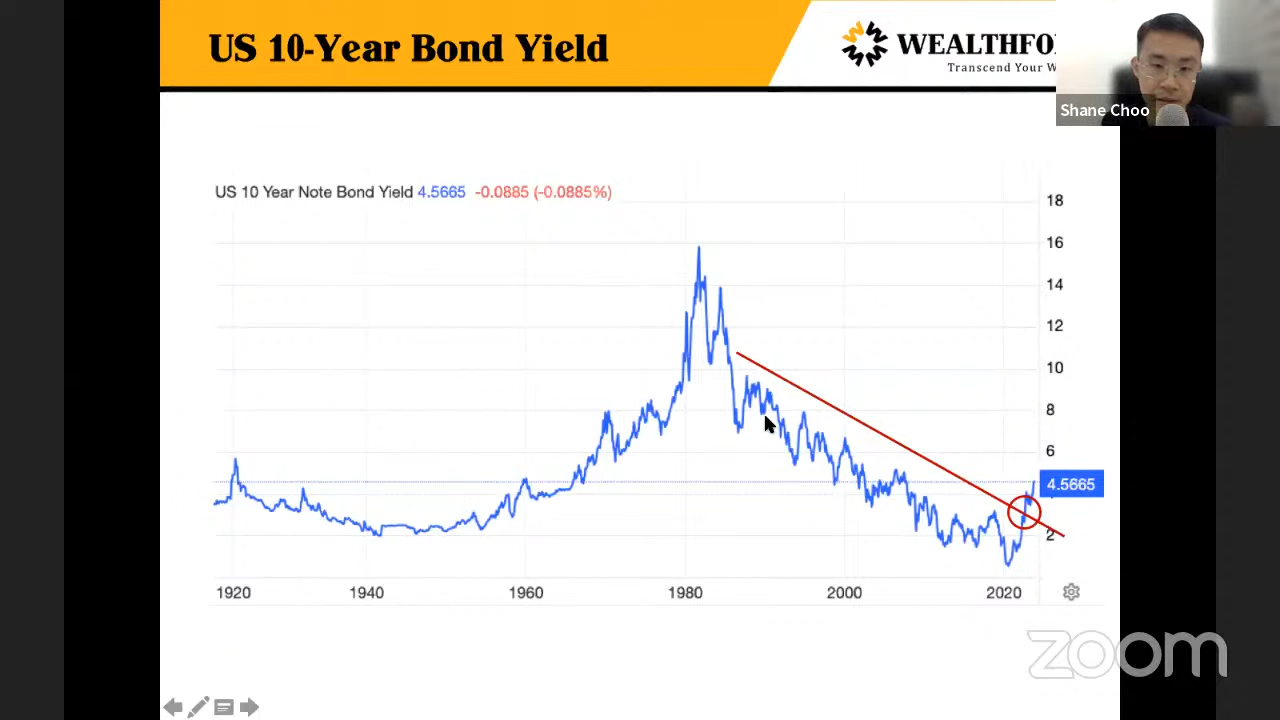 US 10-Year Bond Yield
WEALTHFO
Transcend Your W
Shane Choo
US 10 Year Note Bond Yield 4.5665 -0.0885 (-0.0885%)
18
16
14
12
10
8
6
4.5665
2
1920 1940 1960 1980 2000 2020
zoom